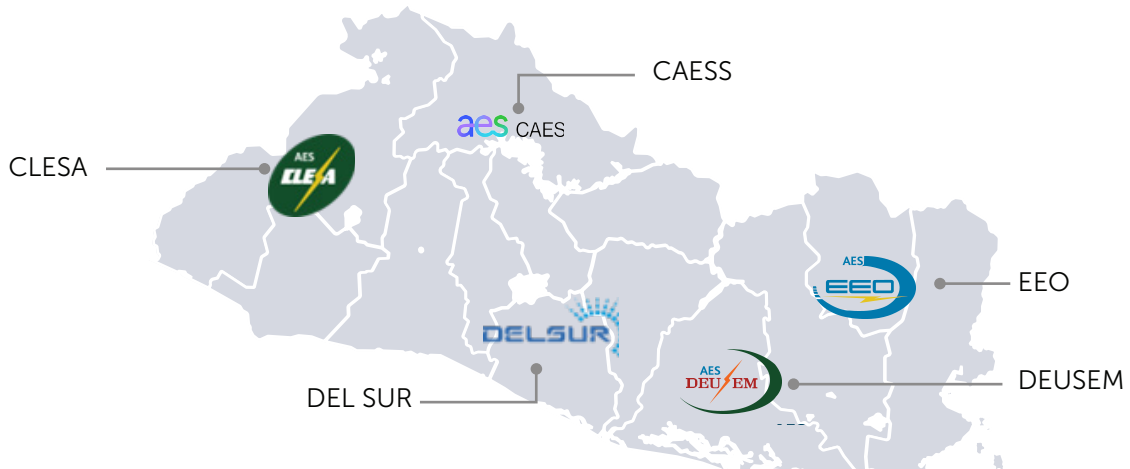 CAESS
aes CAES
CLESA
AES
CLESA
AES
EEO
EEO
DELSUR
DEL SUR
AES
DEUSEM
DEUSEM